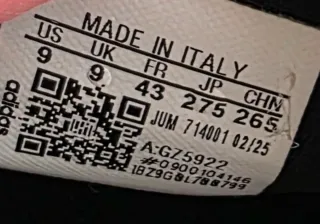 MADE IN ITALY
US UK FR JP CHN
9 9 43 275 265
JUM 714001 02/25
A:GZ5922
#0900104146
1BZ9G8L788799
adidas